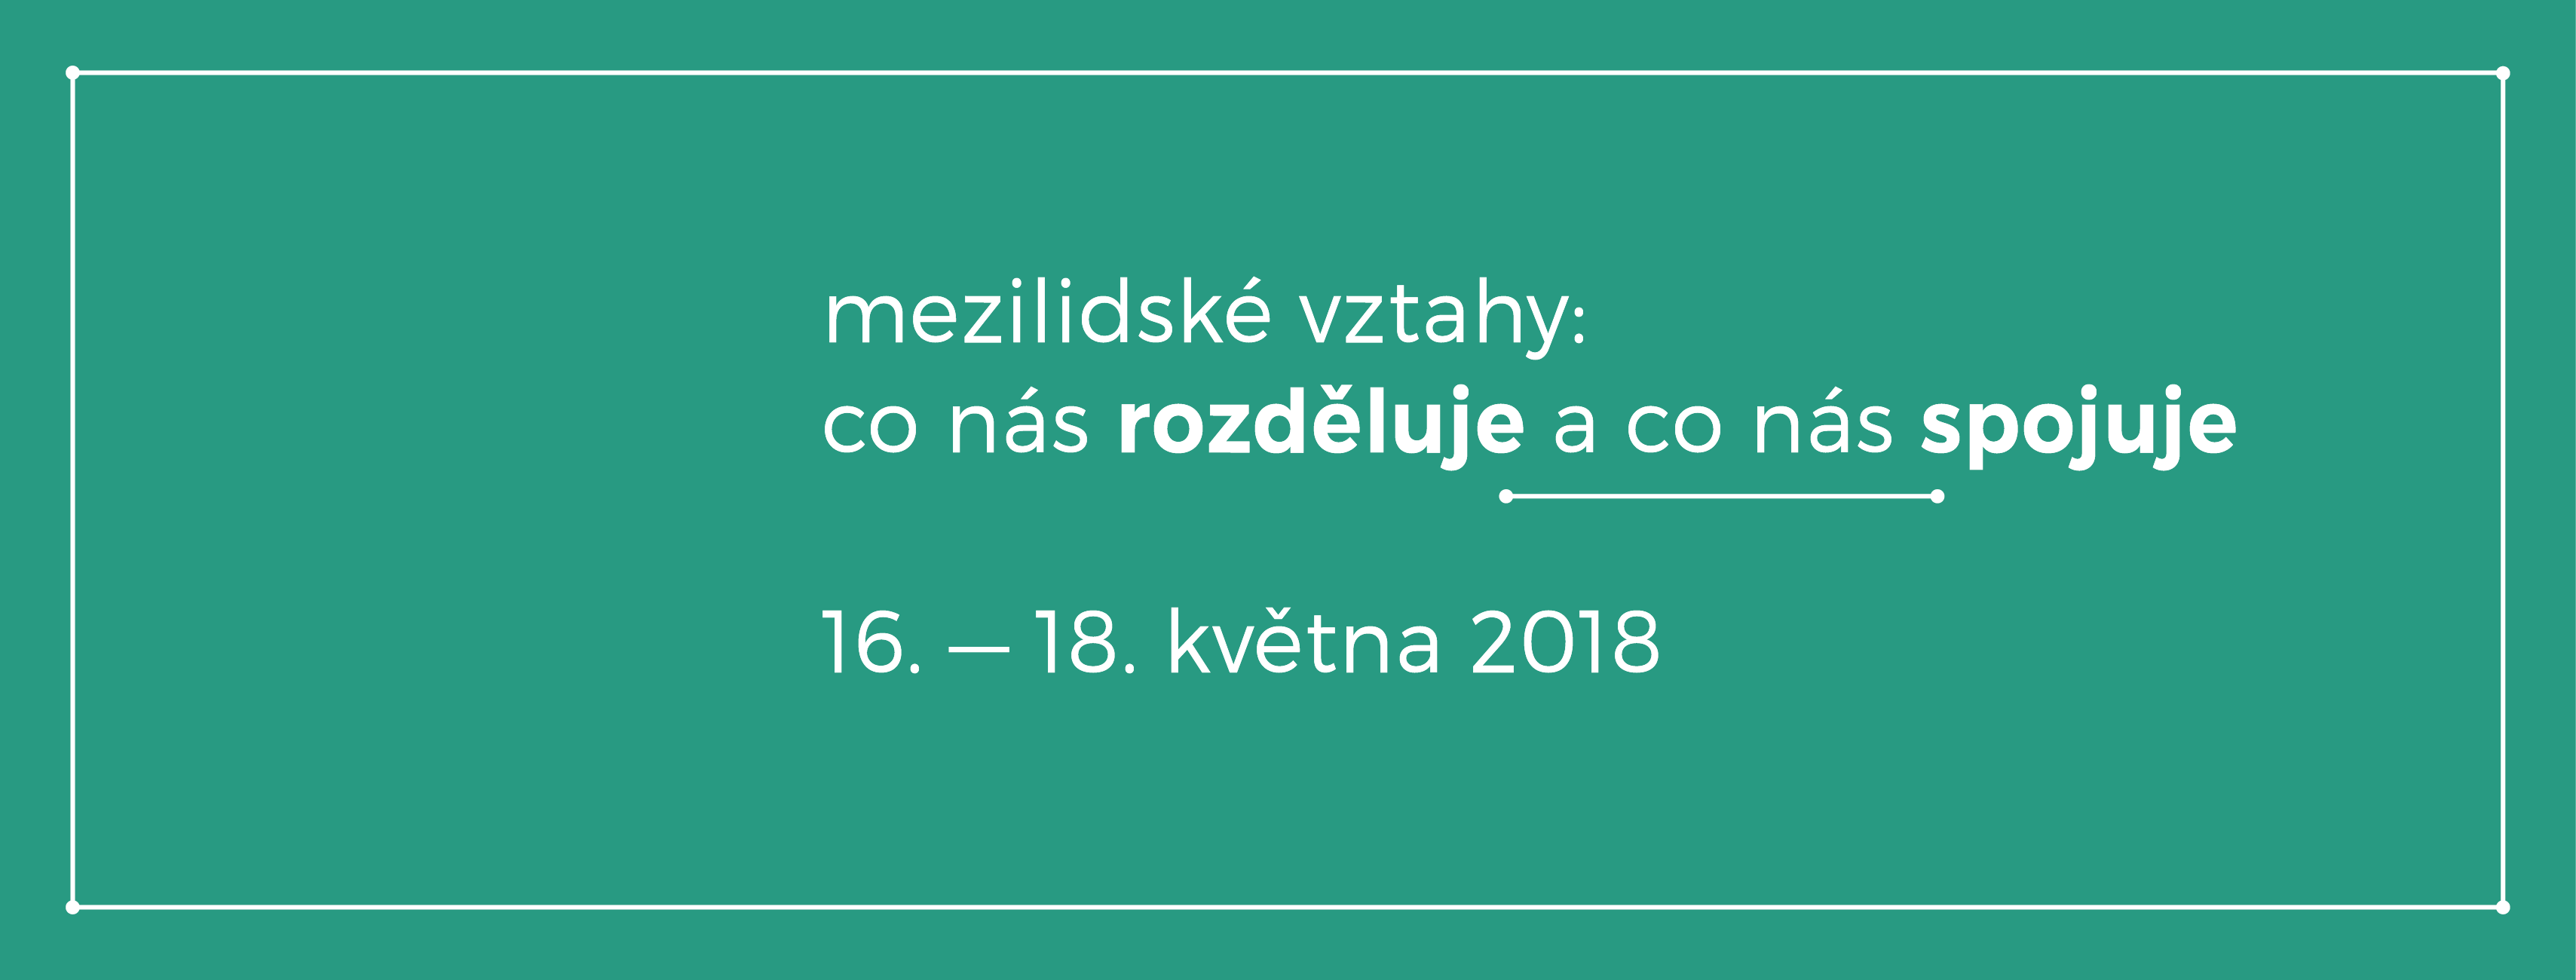 mezilidské vztahy:
co nás rozděluje a co nás spojuje
16. — 18. května 2018